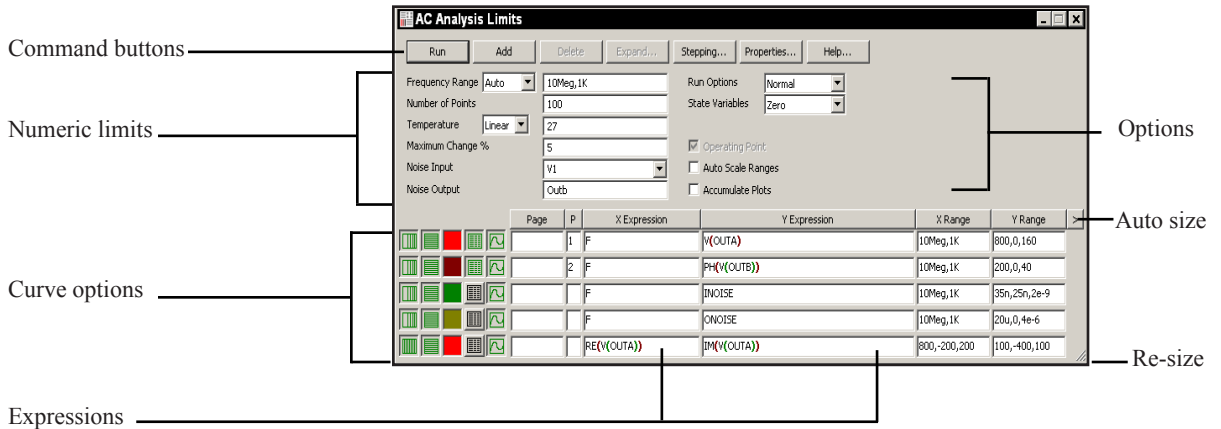 AC Analysis Limits
Command buttons
Run Add Delete Expand... Stepping... Properties... Help...
Numeric limits
Frequency Range Auto 10Meg,1K
Number of Points 100
Temperature Linear 27
Maximum Change % 5
Noise Input V1
Noise Output Outb
Run Options Normal
State Variables Zero
Operating Point
Auto Scale Ranges
Accumulate Plots
Options
Page P X Expression Y Expression X Range Y Range >
Auto size
Curve options
1 F V(OUTA) 10Meg,1K 800,0,160
2 F PH(V(OUTB)) 10Meg,1K 200,0,40
F INOISE 10Meg,1K 35n,25n,2e-9
F ONOISE 10Meg,1K 20u,0,4e-6
RE(V(OUTA)) IM(V(OUTA)) 800,-200,200 100,-400,100
Re-size
Expressions